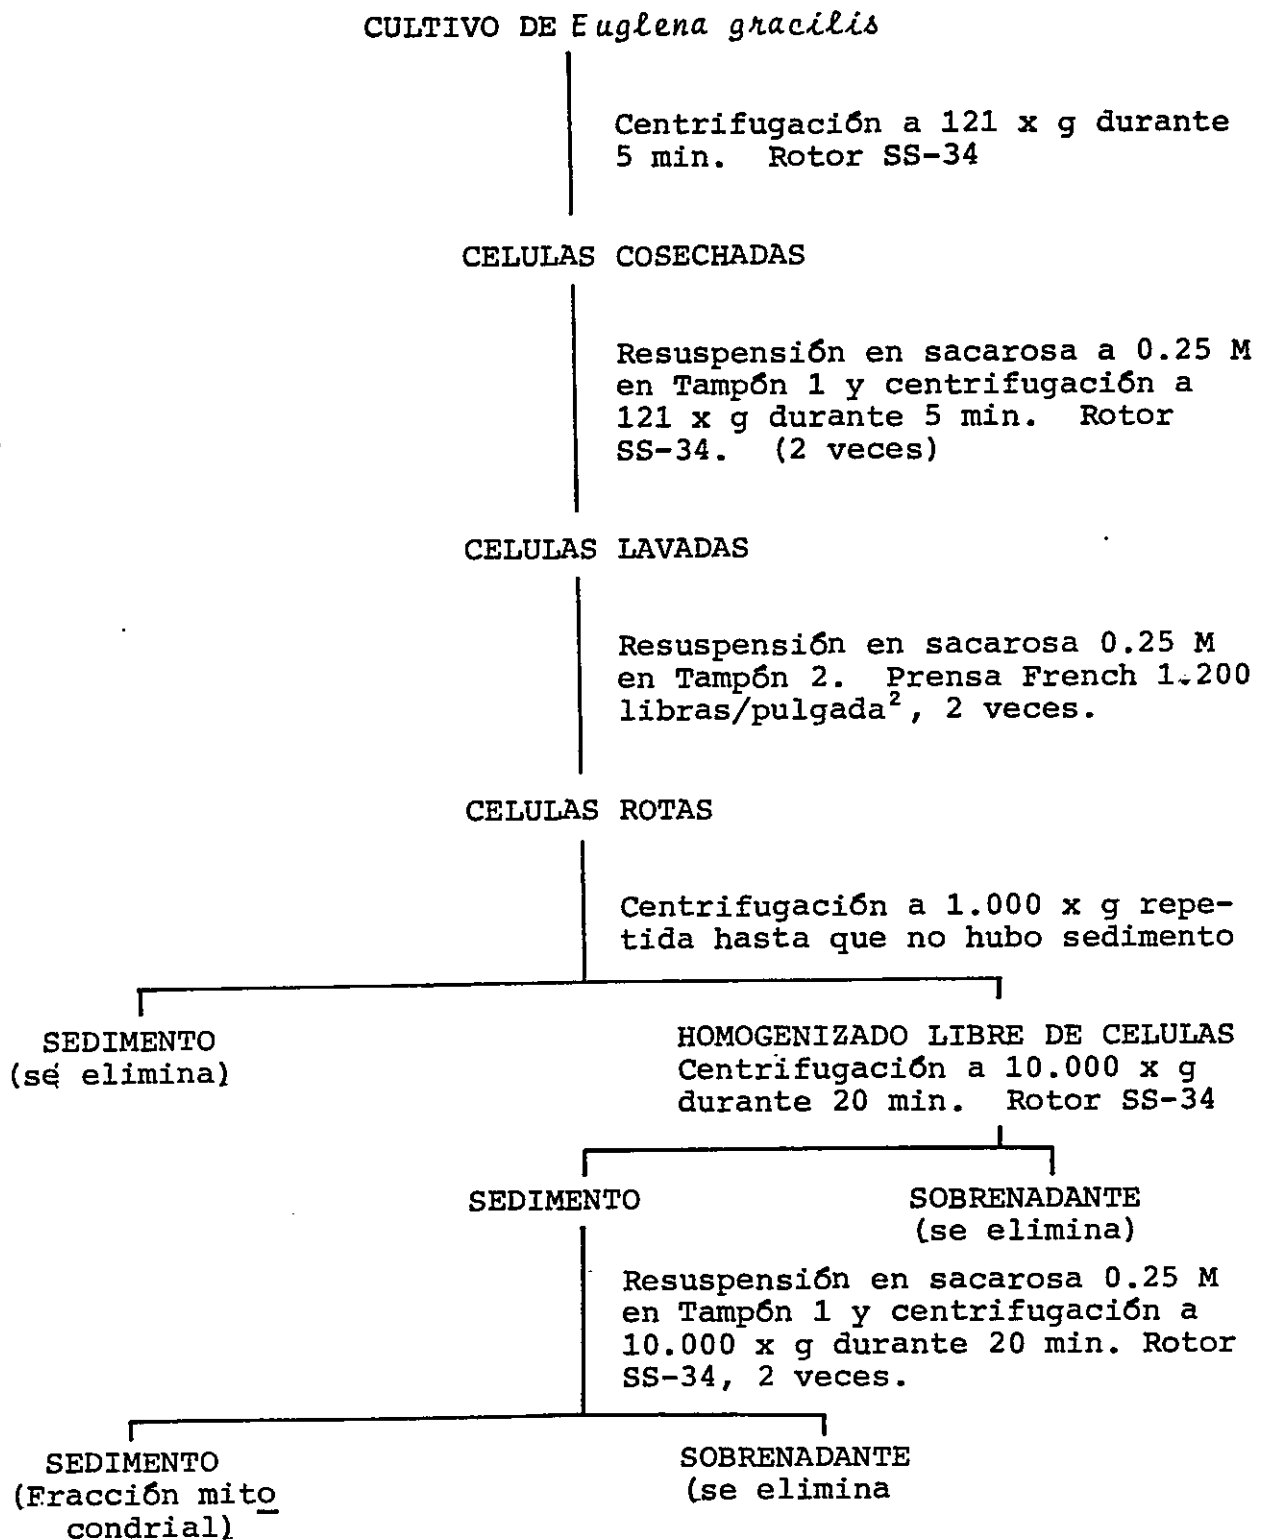 CULTIVO DE Euglena gracilis
Centrifugación a 121 x g durante
5 min. Rotor SS-34
CELULAS COSECHADAS
Resuspensión en sacarosa a 0.25 M
en Tampón 1 y centrifugación a
121 x g durante 5 min. Rotor
SS-34. (2 veces)
CELULAS LAVADAS
Resuspensión en sacarosa 0.25 M
en Tampón 2. Prensa French 1.200
libras/pulgada², 2 veces.
CELULAS ROTAS
Centrifugación a 1.000 x g repe-
tida hasta que no hubo sedimento
SEDIMENTO
(se elimina)
HOMOGENIZADO LIBRE DE CELULAS
Centrifugación a 10.000 x g
durante 20 min. Rotor SS-34
SEDIMENTO
SOBRENADANTE
(se elimina)
Resuspensión en sacarosa 0.25 M
en Tampón 1 y centrifugación a
10.000 x g durante 20 min. Rotor
SS-34, 2 veces.
SEDIMENTO
(Fracción mito
condrial)
SOBRENADANTE
(se elimina